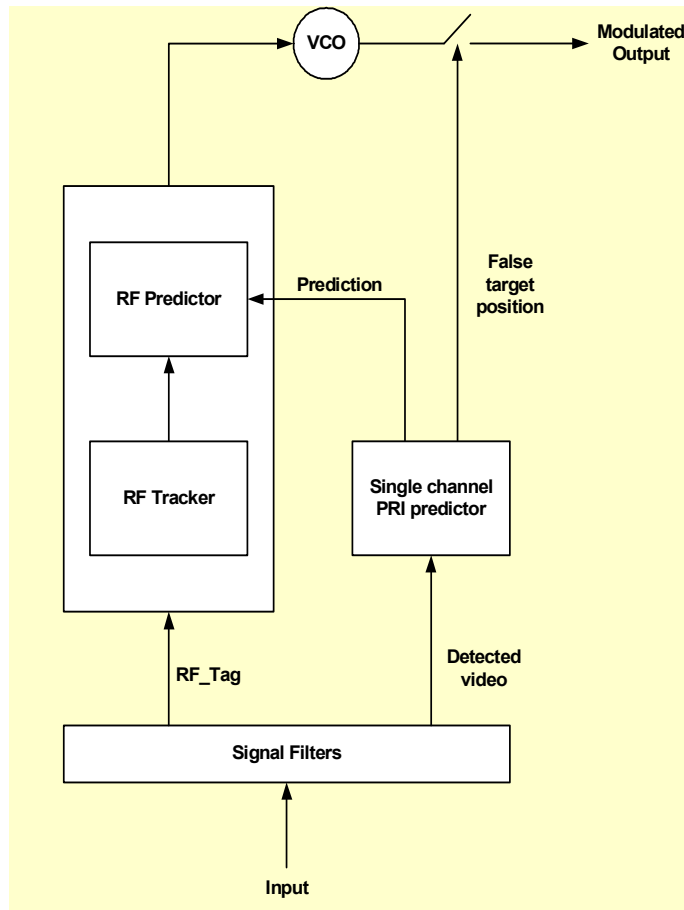 VCO
Modulated
Output
RF Predictor
Prediction
False
target
position
RF Tracker
Single channel
PRI predictor
RF_Tag
Detected
video
Signal Filters
Input